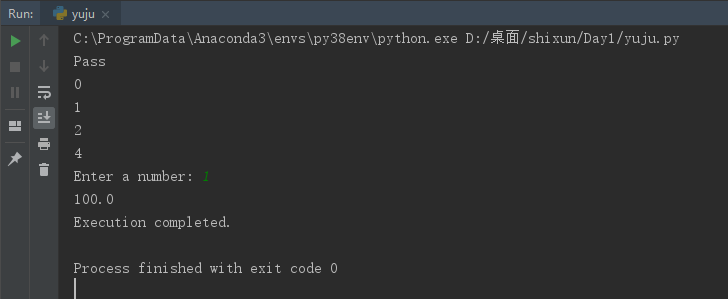 Run: yuju ×
C:\ProgramData\Anaconda3\envs\py38env\python.exe D:/桌面/shixun/Day1/yuju.py
Pass
0
1
2
4
Enter a number: 1
100.0
Execution completed.
Process finished with exit code 0